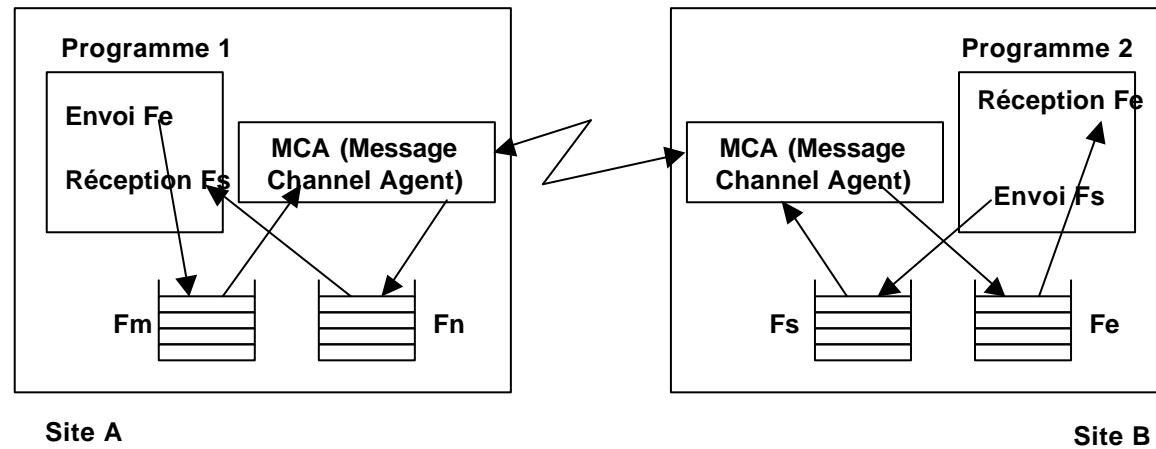 Programme 1
Envoi Fe
Réception Fs
MCA (Message
Channel Agent)
Fm
Fn
Site A
Programme 2
Réception Fe
MCA (Message
Channel Agent)
Envoi Fs
Fs
Fe
Site B